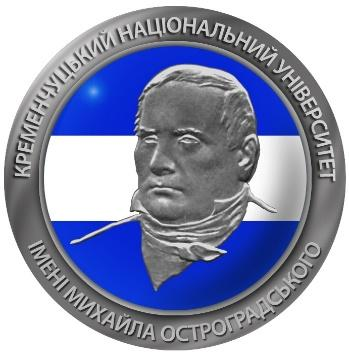 КРЕМЕНЧУЦЬКИЙ НАЦІОНАЛЬНИЙ УНІВЕРСИТЕТ
ІМЕНІ МИХАЙЛА ОСТРОГРАДСЬКОГО